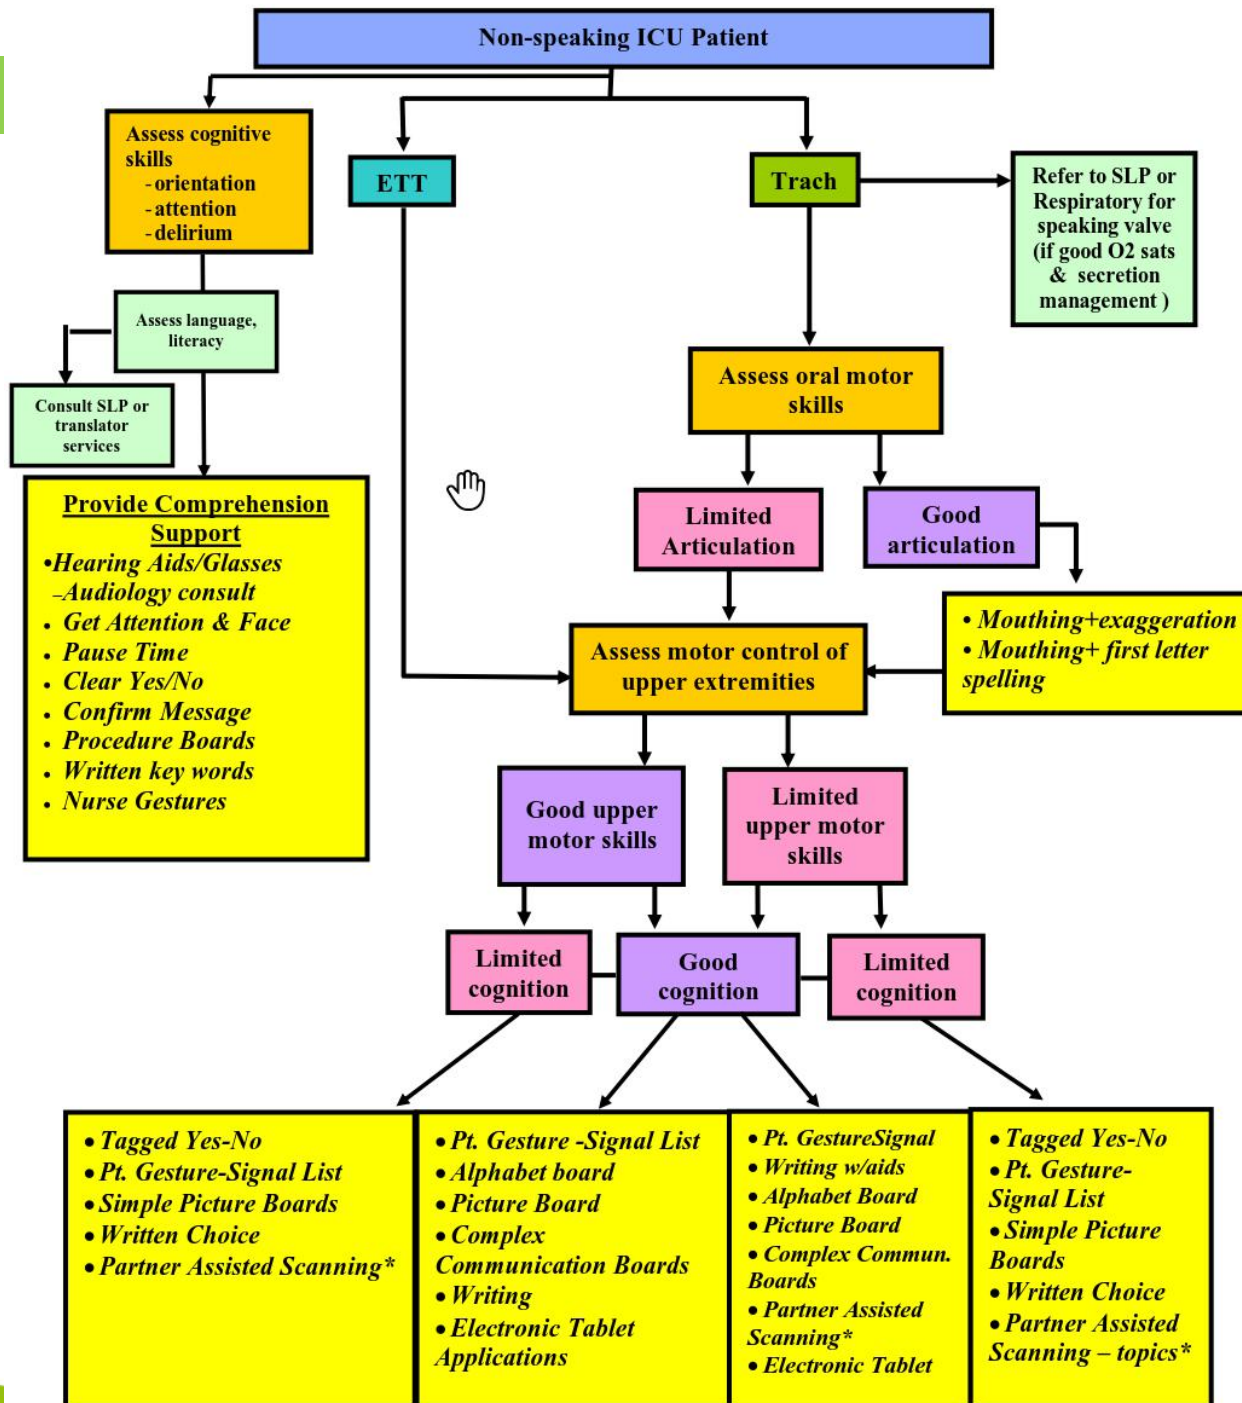 Non-speaking ICU Patient
Assess cognitive
skills
-orientation
-attention
-delirium
ETT
Trach
Refer to SLP or
Respiratory for
speaking valve
(if good O2 sats
& secretion
management )
Assess language,
literacy
Consult SLP or
translator
services
Assess oral motor
skills
Provide Comprehension
Support
•Hearing Aids/Glasses
–Audiology consult
• Get Attention & Face
• Pause Time
• Clear Yes/No
• Confirm Message
• Procedure Boards
• Written key words
• Nurse Gestures
Limited
Articulation
Good
articulation
• Mouthing+exaggeration
• Mouthing+ first letter
spelling
Assess motor control of
upper extremities
Good upper
motor skills
Limited
upper motor
skills
Limited
cognition
Good
cognition
Limited
cognition
• Tagged Yes-No
• Pt. Gesture-Signal List
• Simple Picture Boards
• Written Choice
• Partner Assisted Scanning*
• Pt. Gesture -Signal List
• Alphabet board
• Picture Board
• Complex
Communication Boards
• Writing
• Electronic Tablet
Applications
• Pt. GestureSignal
• Writing w/aids
• Alphabet Board
• Picture Board
• Complex Commun.
Boards
• Partner Assisted
Scanning*
• Electronic Tablet
• Tagged Yes-No
• Pt. Gesture-
Signal List
• Simple Picture
Boards
• Written Choice
• Partner Assisted
Scanning – topics*